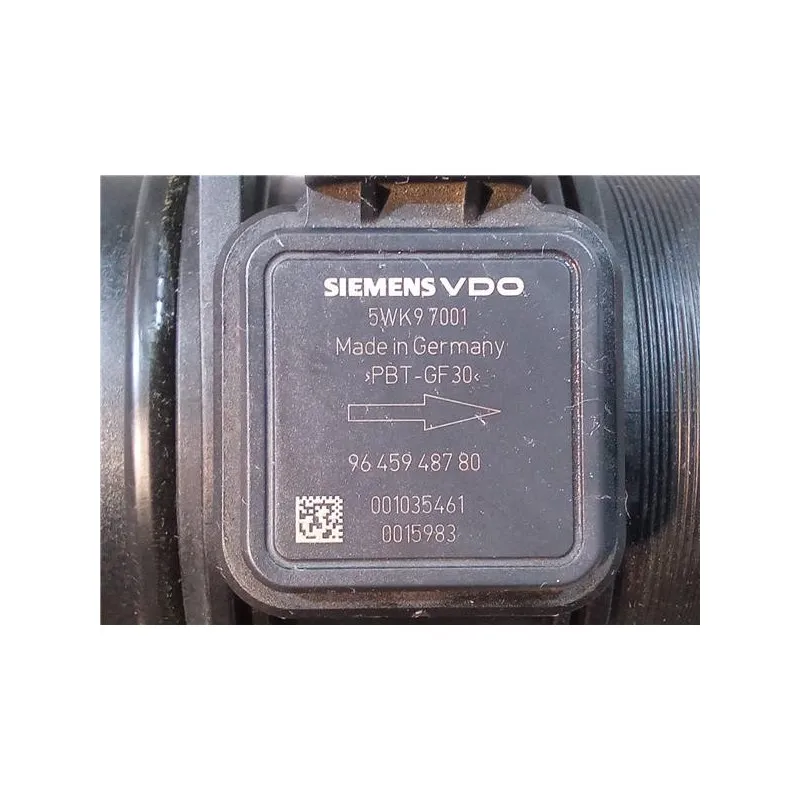 SIEMENS VDO
5WK9 7001
Made in Germany
>PBT-GF30<
96 459 487 80
001035461
0015983